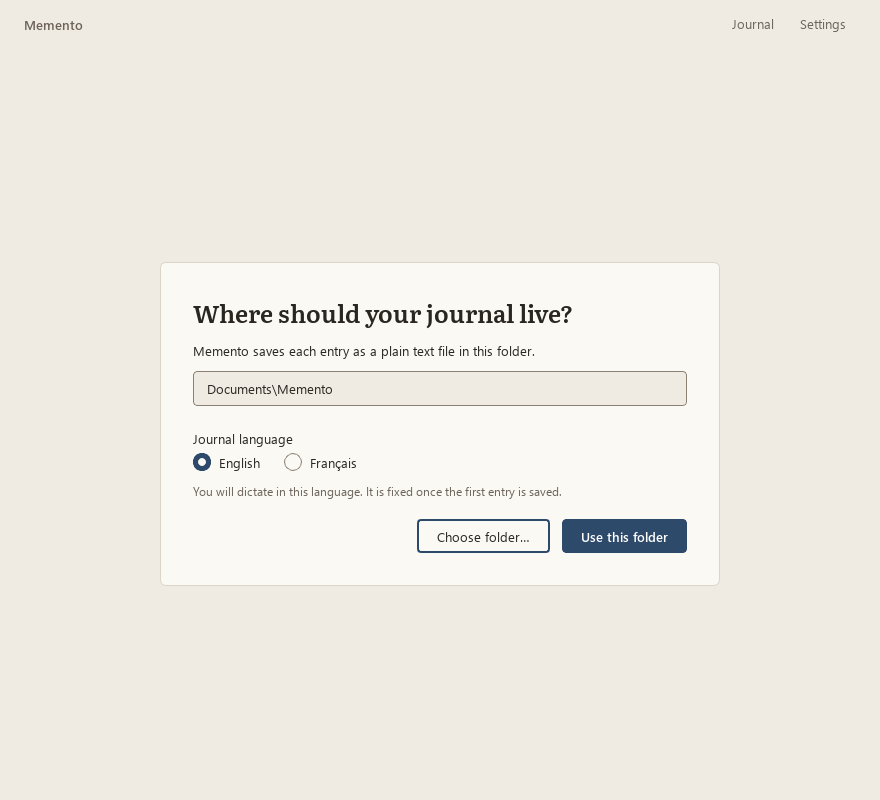 Memento
Journal Settings
Where should your journal live?
Memento saves each entry as a plain text file in this folder.
Documents\Memento
Journal language
English Français
You will dictate in this language. It is fixed once the first entry is saved.
Choose folder... Use this folder